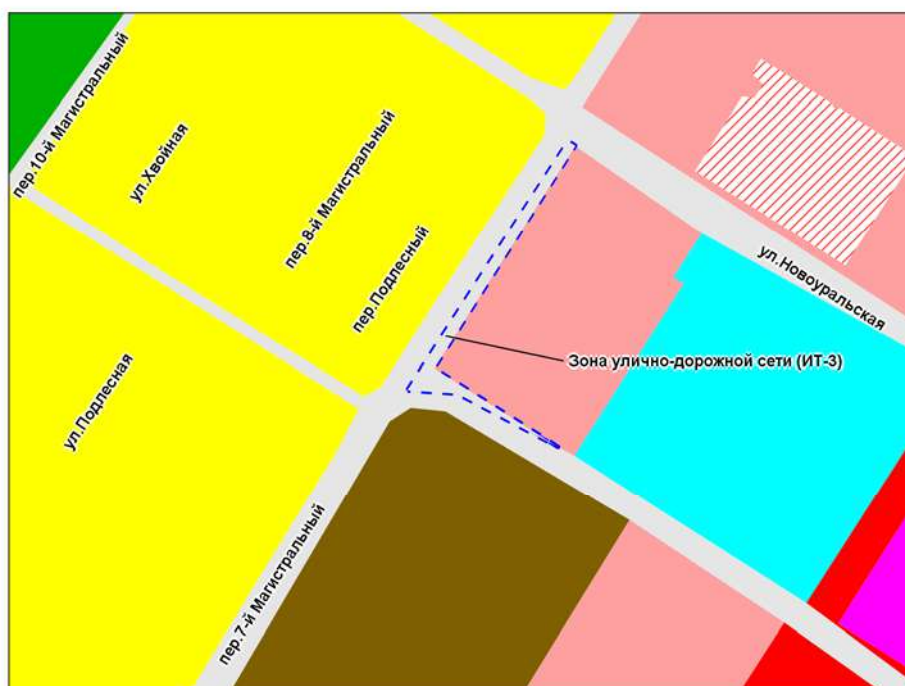 пер.10-й Магистральный
ул.Хвойная
пер.8-й Магистральный
пер.Подлесный
ул.Новоуральская
Зона улично-дорожной сети (ИТ-3)
ул.Подлесная
пер.7-й Магистральный